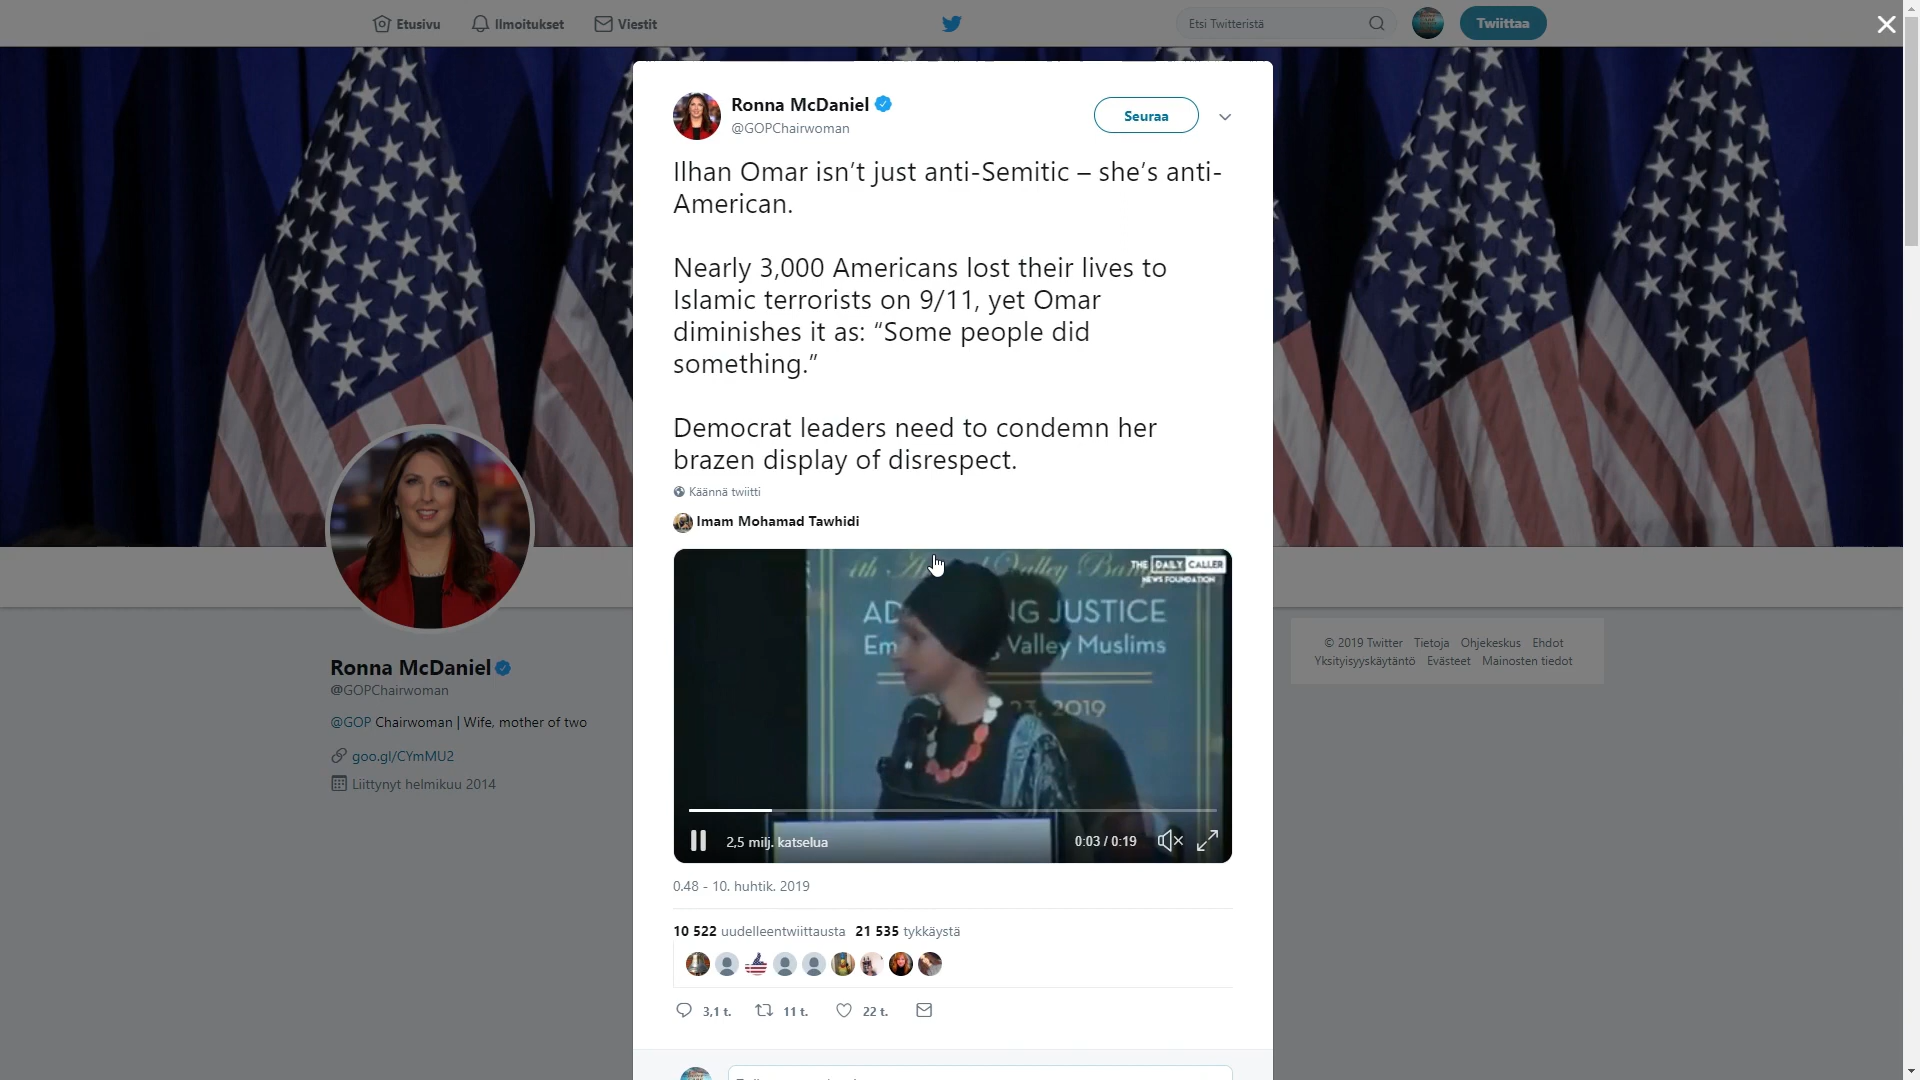 Etusivu
Ilmoitukset
Viestit
Etsi Twitteristä
Twiittaa
Ronna McDaniel
@GOPChairwoman
Seuraa
Ilhan Omar isn’t just anti-Semitic – she’s anti-
American.
Nearly 3,000 Americans lost their lives to
Islamic terrorists on 9/11, yet Omar
diminishes it as: “Some people did
something.”
Democrat leaders need to condemn her
brazen display of disrespect.
Käännä twiitti
Imam Mohamad Tawhidi
Valley
THE DAILY CALLER
NEWS FOUNDATION
JUSTICE
Valley Muslims
23, 2019
2,5 milj. katselua
0:03 / 0:19
0.48 - 10. huhtik. 2019
10 522 uudelleentwiittausta 21 535 tykkäystä
3,1 t.
11 t.
22 t.
Ronna McDaniel
@GOPChairwoman
@GOP Chairwoman | Wife, mother of two
goo.gl/CYmMU2
Liittynyt helmikuu 2014
© 2019 Twitter Tietoja Ohjekeskus Ehdot
Yksityisyyskäytäntö Evästeet Mainosten tiedot